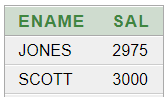 ENAME SAL
JONES 2975
SCOTT 3000